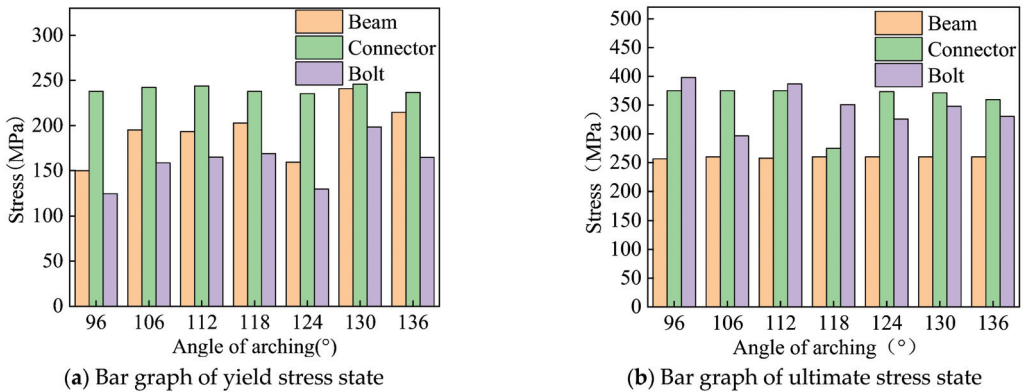 300
250
200
150
100
50
0
Stress (MPa)
Beam
Connector
Bolt
96 106 112 118 124 130 136
Angle of arching(°)
(a) Bar graph of yield stress state
500
450
400
350
300
250
200
150
100
50
0
Stress (MPa)
Beam
Connector
Bolt
96 106 112 118 124 130 136
Angle of arching (°)
(b) Bar graph of ultimate stress state